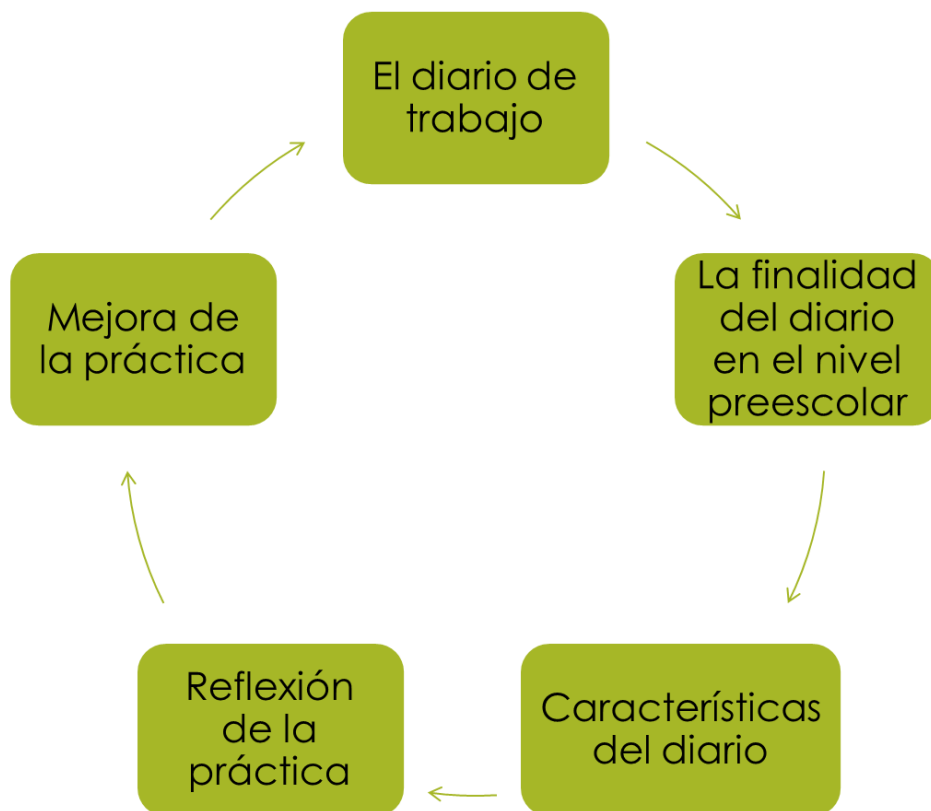 El diario de
trabajo
La finalidad
del diario
en el nivel
preescolar
Características
del diario
Reflexión
de la
práctica
Mejora de
la práctica